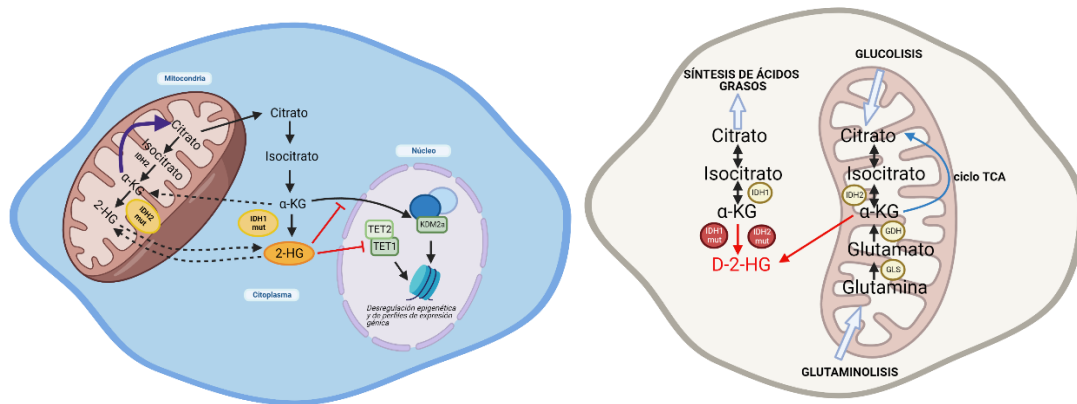 Mitocondria
Citrato
Isocitrato
IDH2
α-KG
2-HG
IDH2
mut
Citrato
Isocitrato
α-KG
IDH1
mut
2-HG
Citoplasma
Núcleo
KDM2a
TET2
TET1
Desregulación epigenética
y de perfiles de expresión
génica
SÍNTESIS DE ÁCIDOS
GRASOS
Citrato
Isocitrato
IDH1
α-KG
IDH1
mut
IDH2
mut
D-2-HG
GLUCOLISIS
Citrato
Isocitrato
ciclo TCA
IDH2
α-KG
GDH
Glutamato
GLS
Glutamina
GLUTAMINOLISIS